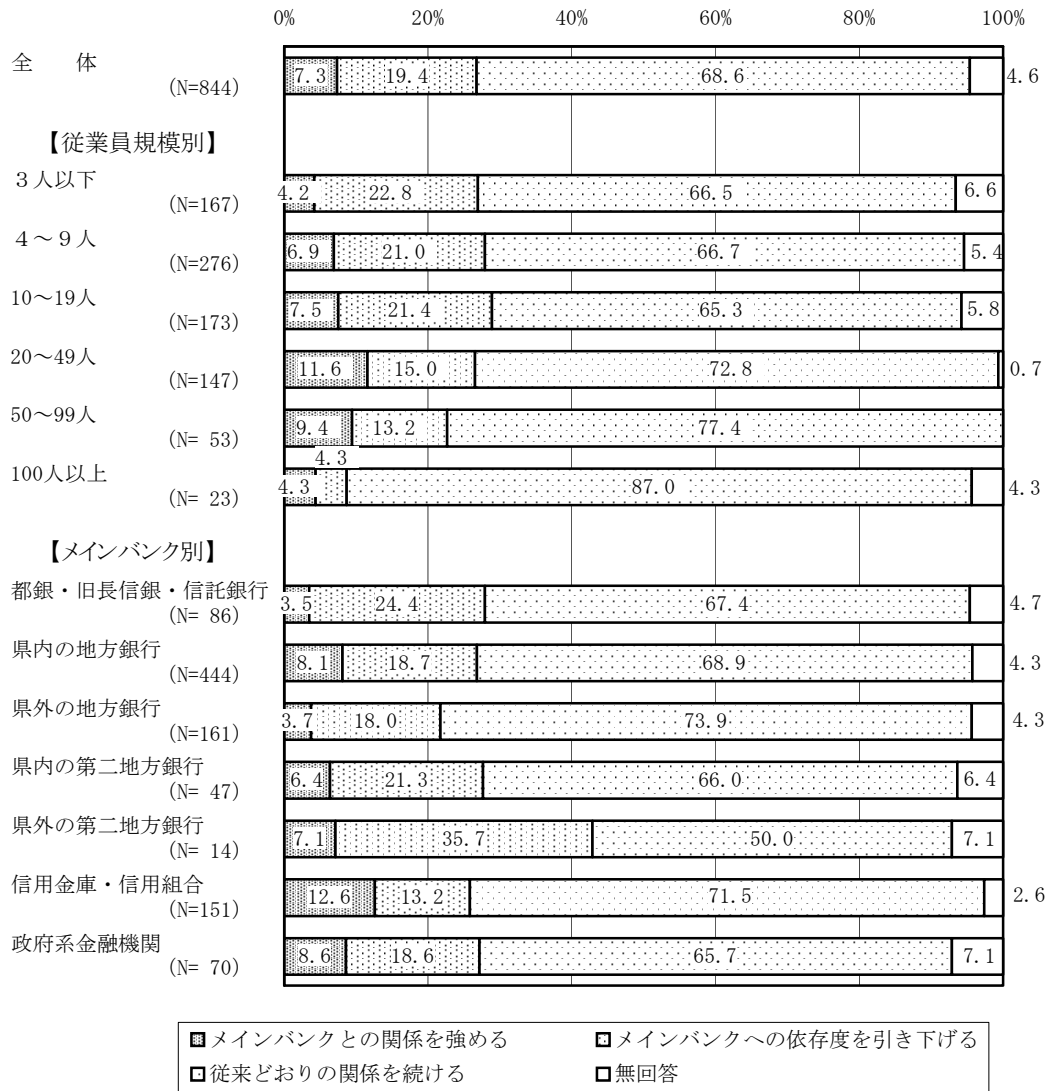 0% 20% 40% 60% 80% 100%
全 体
(N=844) 7.3 19.4 68.6 4.6
【従業員規模別】
３人以下
(N=167) 4.2 22.8 66.5 6.6
４～９人
(N=276) 6.9 21.0 66.7 5.4
10～19人
(N=173) 7.5 21.4 65.3 5.8
20～49人
(N=147) 11.6 15.0 72.8 0.7
50～99人
(N= 53) 9.4 13.2 77.4
100人以上
(N= 23) 4.3 4.3 87.0 4.3
【メインバンク別】
都銀・旧長信銀・信託銀行
(N= 86) 3.5 24.4 67.4 4.7
県内の地方銀行
(N=444) 8.1 18.7 68.9 4.3
県外の地方銀行
(N=161) 3.7 18.0 73.9 4.3
県内の第二地方銀行
(N= 47) 6.4 21.3 66.0 6.4
県外の第二地方銀行
(N= 14) 7.1 35.7 50.0 7.1
信用金庫・信用組合
(N=151) 12.6 13.2 71.5 2.6
政府系金融機関
(N= 70) 8.6 18.6 65.7 7.1
メインバンクとの関係を強める メインバンクへの依存度を引き下げる
従来どおりの関係を続ける 無回答